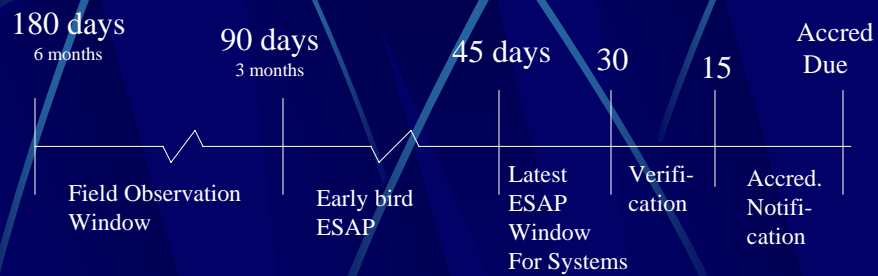 180 days
6 months
90 days
3 months
45 days
30
15
Accred
Due
Field Observation
Window
Early bird
ESAP
Latest
ESAP
Window
For Systems
Verifi-
cation
Accred.
Notifi-
cation